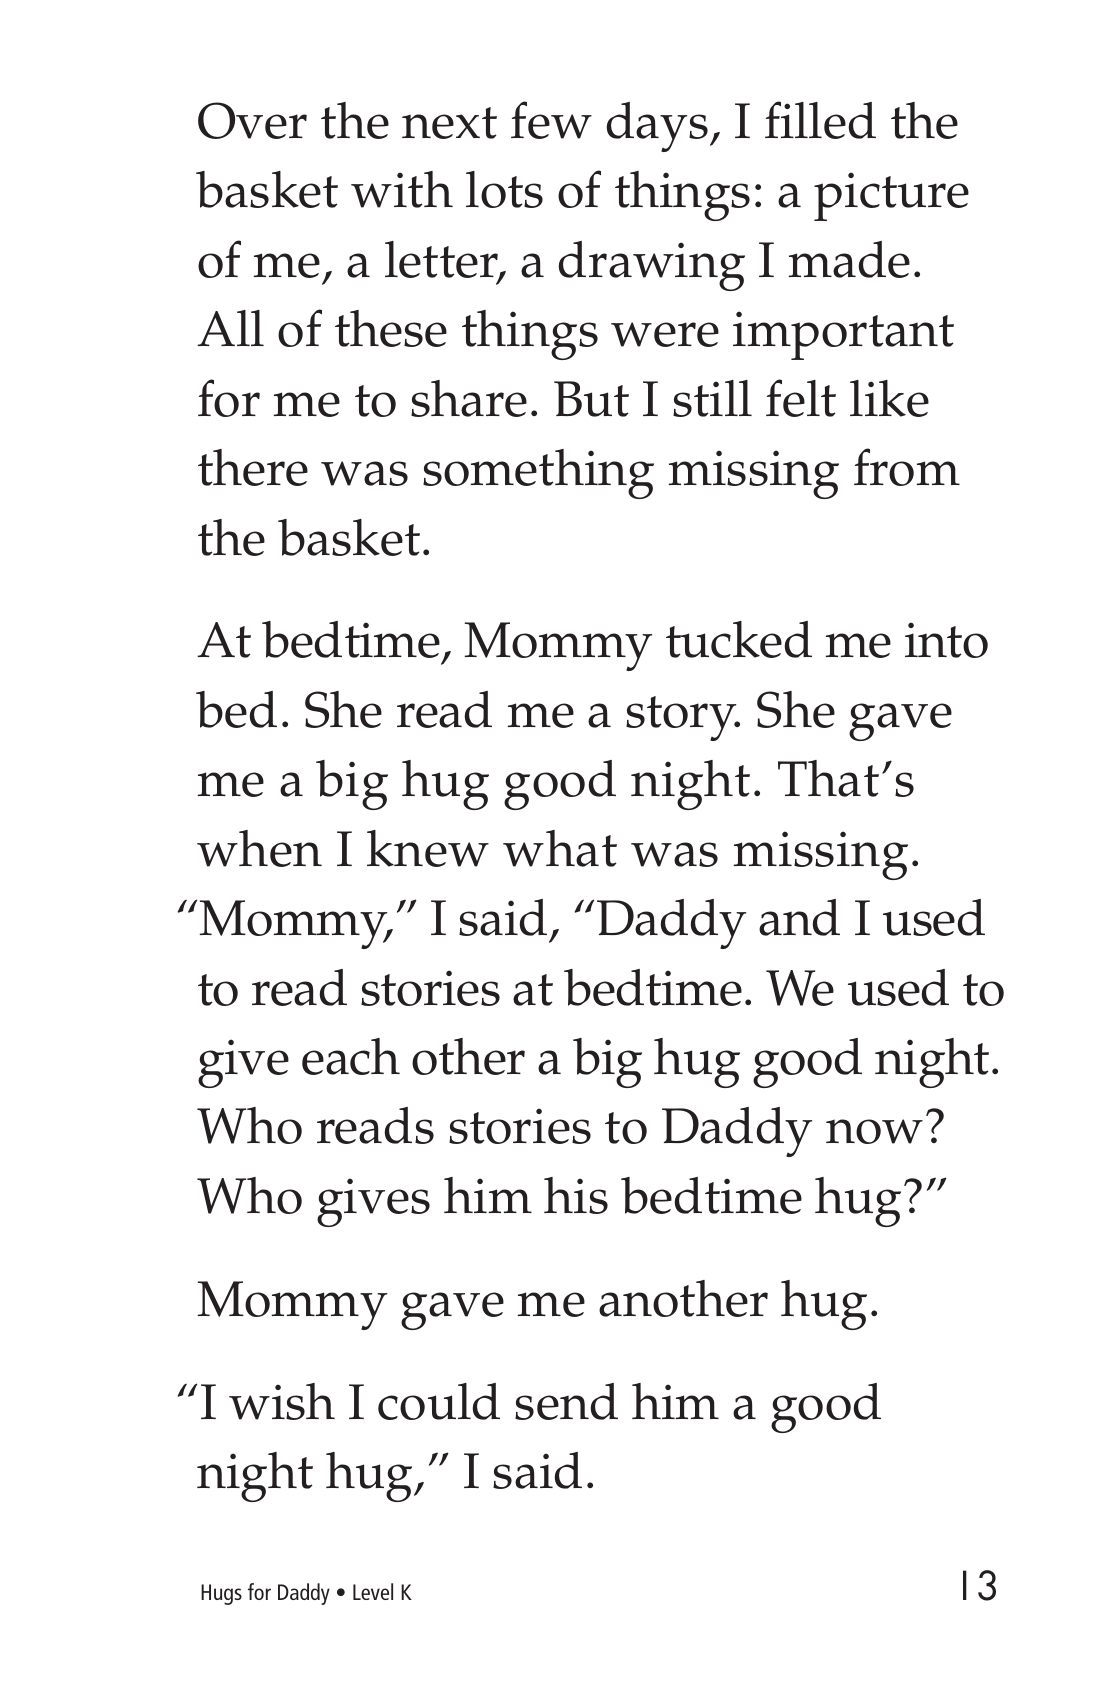 Over the next few days, I filled the
basket with lots of things: a picture
of me, a letter, a drawing I made.
All of these things were important
for me to share. But I still felt like
there was something missing from
the basket.
At bedtime, Mommy tucked me into
bed. She read me a story. She gave
me a big hug good night. That’s
when I knew what was missing.
“Mommy,” I said, “Daddy and I used
to read stories at bedtime. We used to
give each other a big hug good night.
Who reads stories to Daddy now?
Who gives him his bedtime hug?”
Mommy gave me another hug.
“I wish I could send him a good
night hug,” I said.
Hugs for Daddy • Level K
13